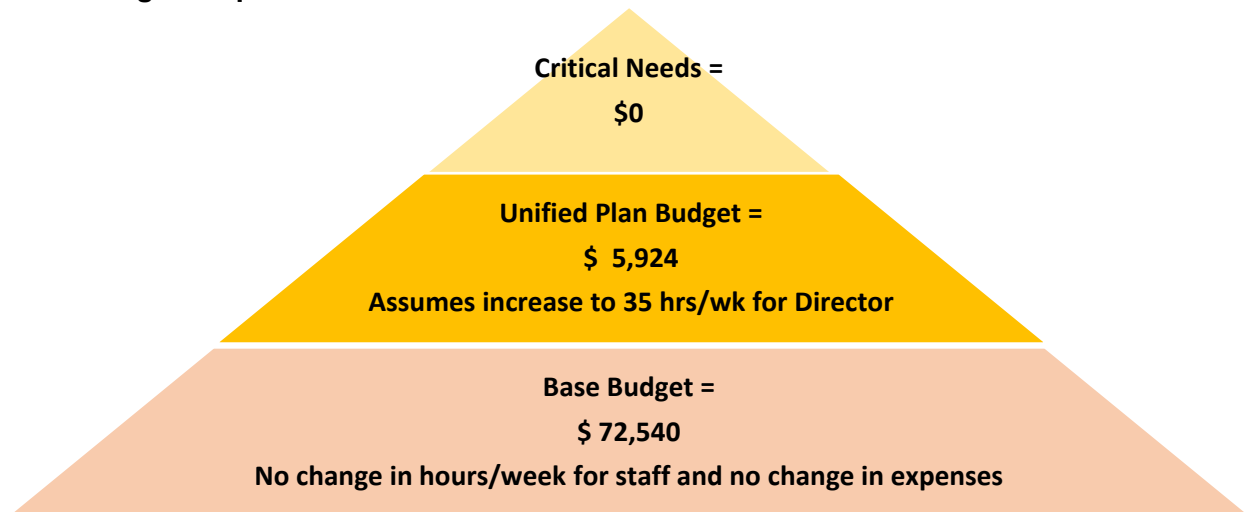 Critical Needs =
$0
Unified Plan Budget =
$ 5,924
Assumes increase to 35 hrs/wk for Director
Base Budget =
$ 72,540
No change in hours/week for staff and no change in expenses